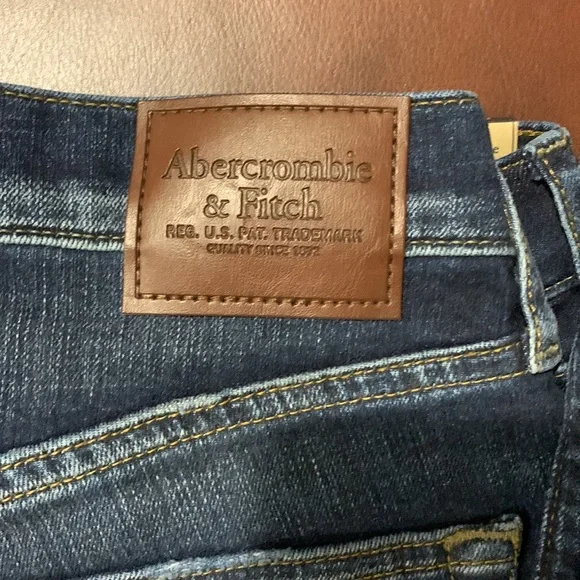 Abercrombie
& Fitch
REG. U.S. PAT. TRADEMARK
QUALITY SINCE 1892